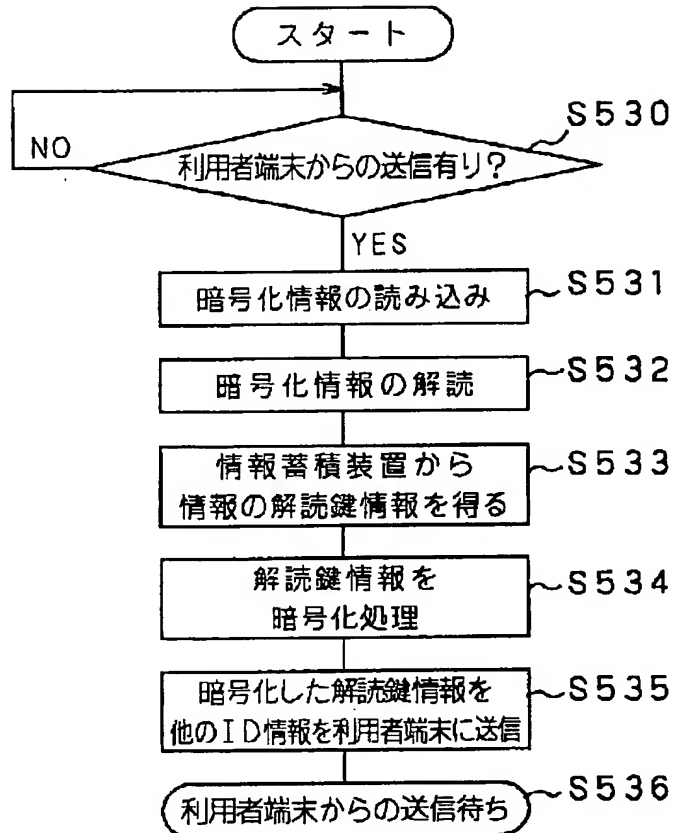 スタート
S530
NO
利用者端末からの送信有り?
YES
暗号化情報の読み込み
S531
暗号化情報の解読
S532
情報蓄積装置から
情報の解読鍵情報を得る
S533
解読鍵情報を
暗号化処理
S534
暗号化した解読鍵情報を
他のID情報を利用者端末に送信
S535
利用者端末からの送信待ち
S536